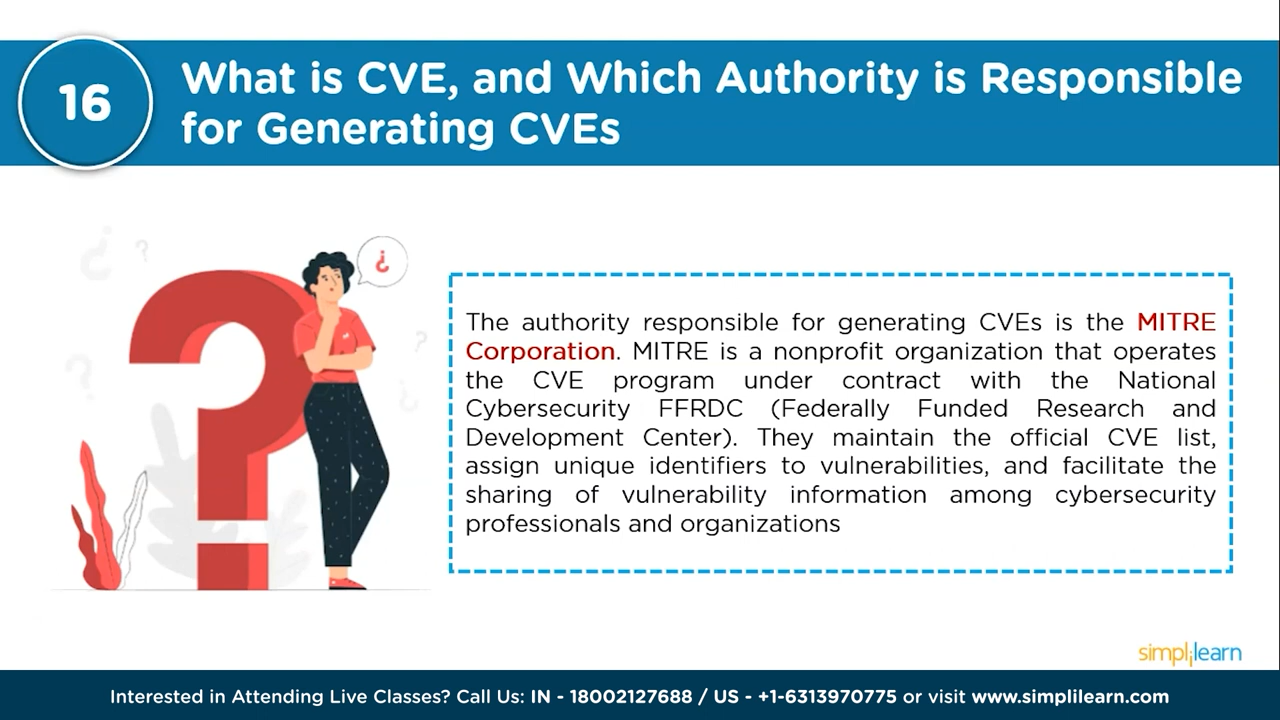 16
What is CVE, and Which Authority is Responsible
for Generating CVEs
The authority responsible for generating CVEs is the MITRE
Corporation. MITRE is a nonprofit organization that operates
the CVE program under contract with the National
Cybersecurity FFRDC (Federally Funded Research and
Development Center). They maintain the official CVE list,
assign unique identifiers to vulnerabilities, and facilitate the
sharing of vulnerability information among cybersecurity
professionals and organizations
simplilearn
Interested in Attending Live Classes? Call Us: IN - 18002127688 / US - +1-6313970775 or visit www.simplilearn.com